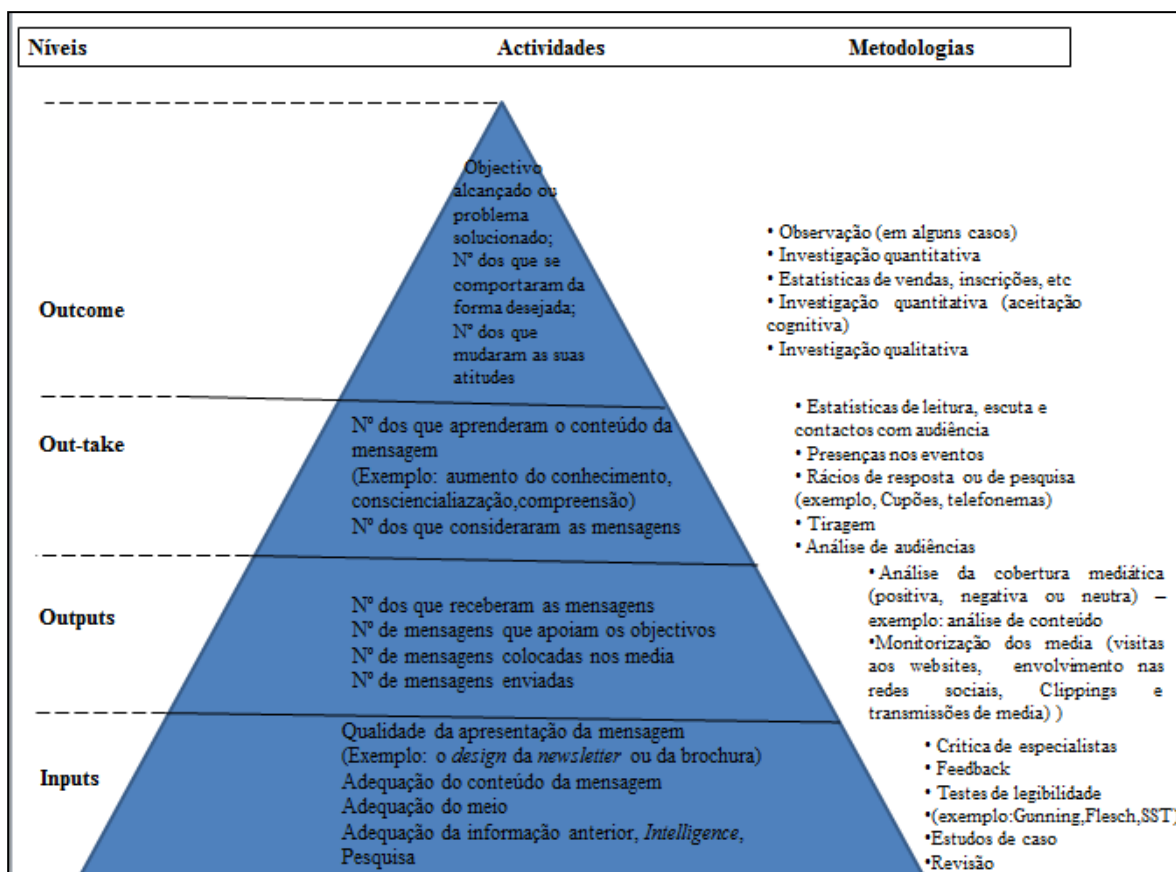 Níveis Actividades Metodologias
Objectivo
alcançado ou
problema
solucionado;
Nº dos que se
comportaram da
forma desejada;
Nº dos que
mudaram as suas
atitudes
• Observação (em alguns casos)
• Investigação quantitativa
• Estatisticas de vendas, inscrições, etc
• Investigação quantitativa (aceitação
cognitiva)
• Investigação qualitativa
Outcome
Out-take
Nº dos que aprenderam o conteúdo da
mensagem
(Exemplo: aumento do conhecimento,
consciencialiazação,compreensão)
Nº dos que consideraram as mensagens
• Estatisticas de leitura, escuta e
contactos com audiência
• Presenças nos eventos
• Rácios de resposta ou de pesquisa
(exemplo, Cupões, telefonemas)
• Tiragem
• Análise de audiências
Outputs
Nº dos que receberam as mensagens
Nº de mensagens que apoiam os objectivos
Nº de mensagens colocadas nos media
Nº de mensagens enviadas
•Análise da cobertura mediática
(positiva, negativa ou neutra) –
exemplo: análise de conteúdo
•Monitorização dos media (visitas
aos websites, envolvimento nas
redes sociais, Clippings e
transmissões de media) )
Inputs
Qualidade da apresentação da mensagem
(Exemplo: o design da newsletter ou da brochura)
Adequação do conteúdo da mensagem
Adequação do meio
Adequação da informação anterior, Intelligence,
Pesquisa
• Crítica de especialistas
• Feedback
• Testes de legibilidade
•(exemplo:Gunning,Flesch,SST)
•Estudos de caso
•Revisão